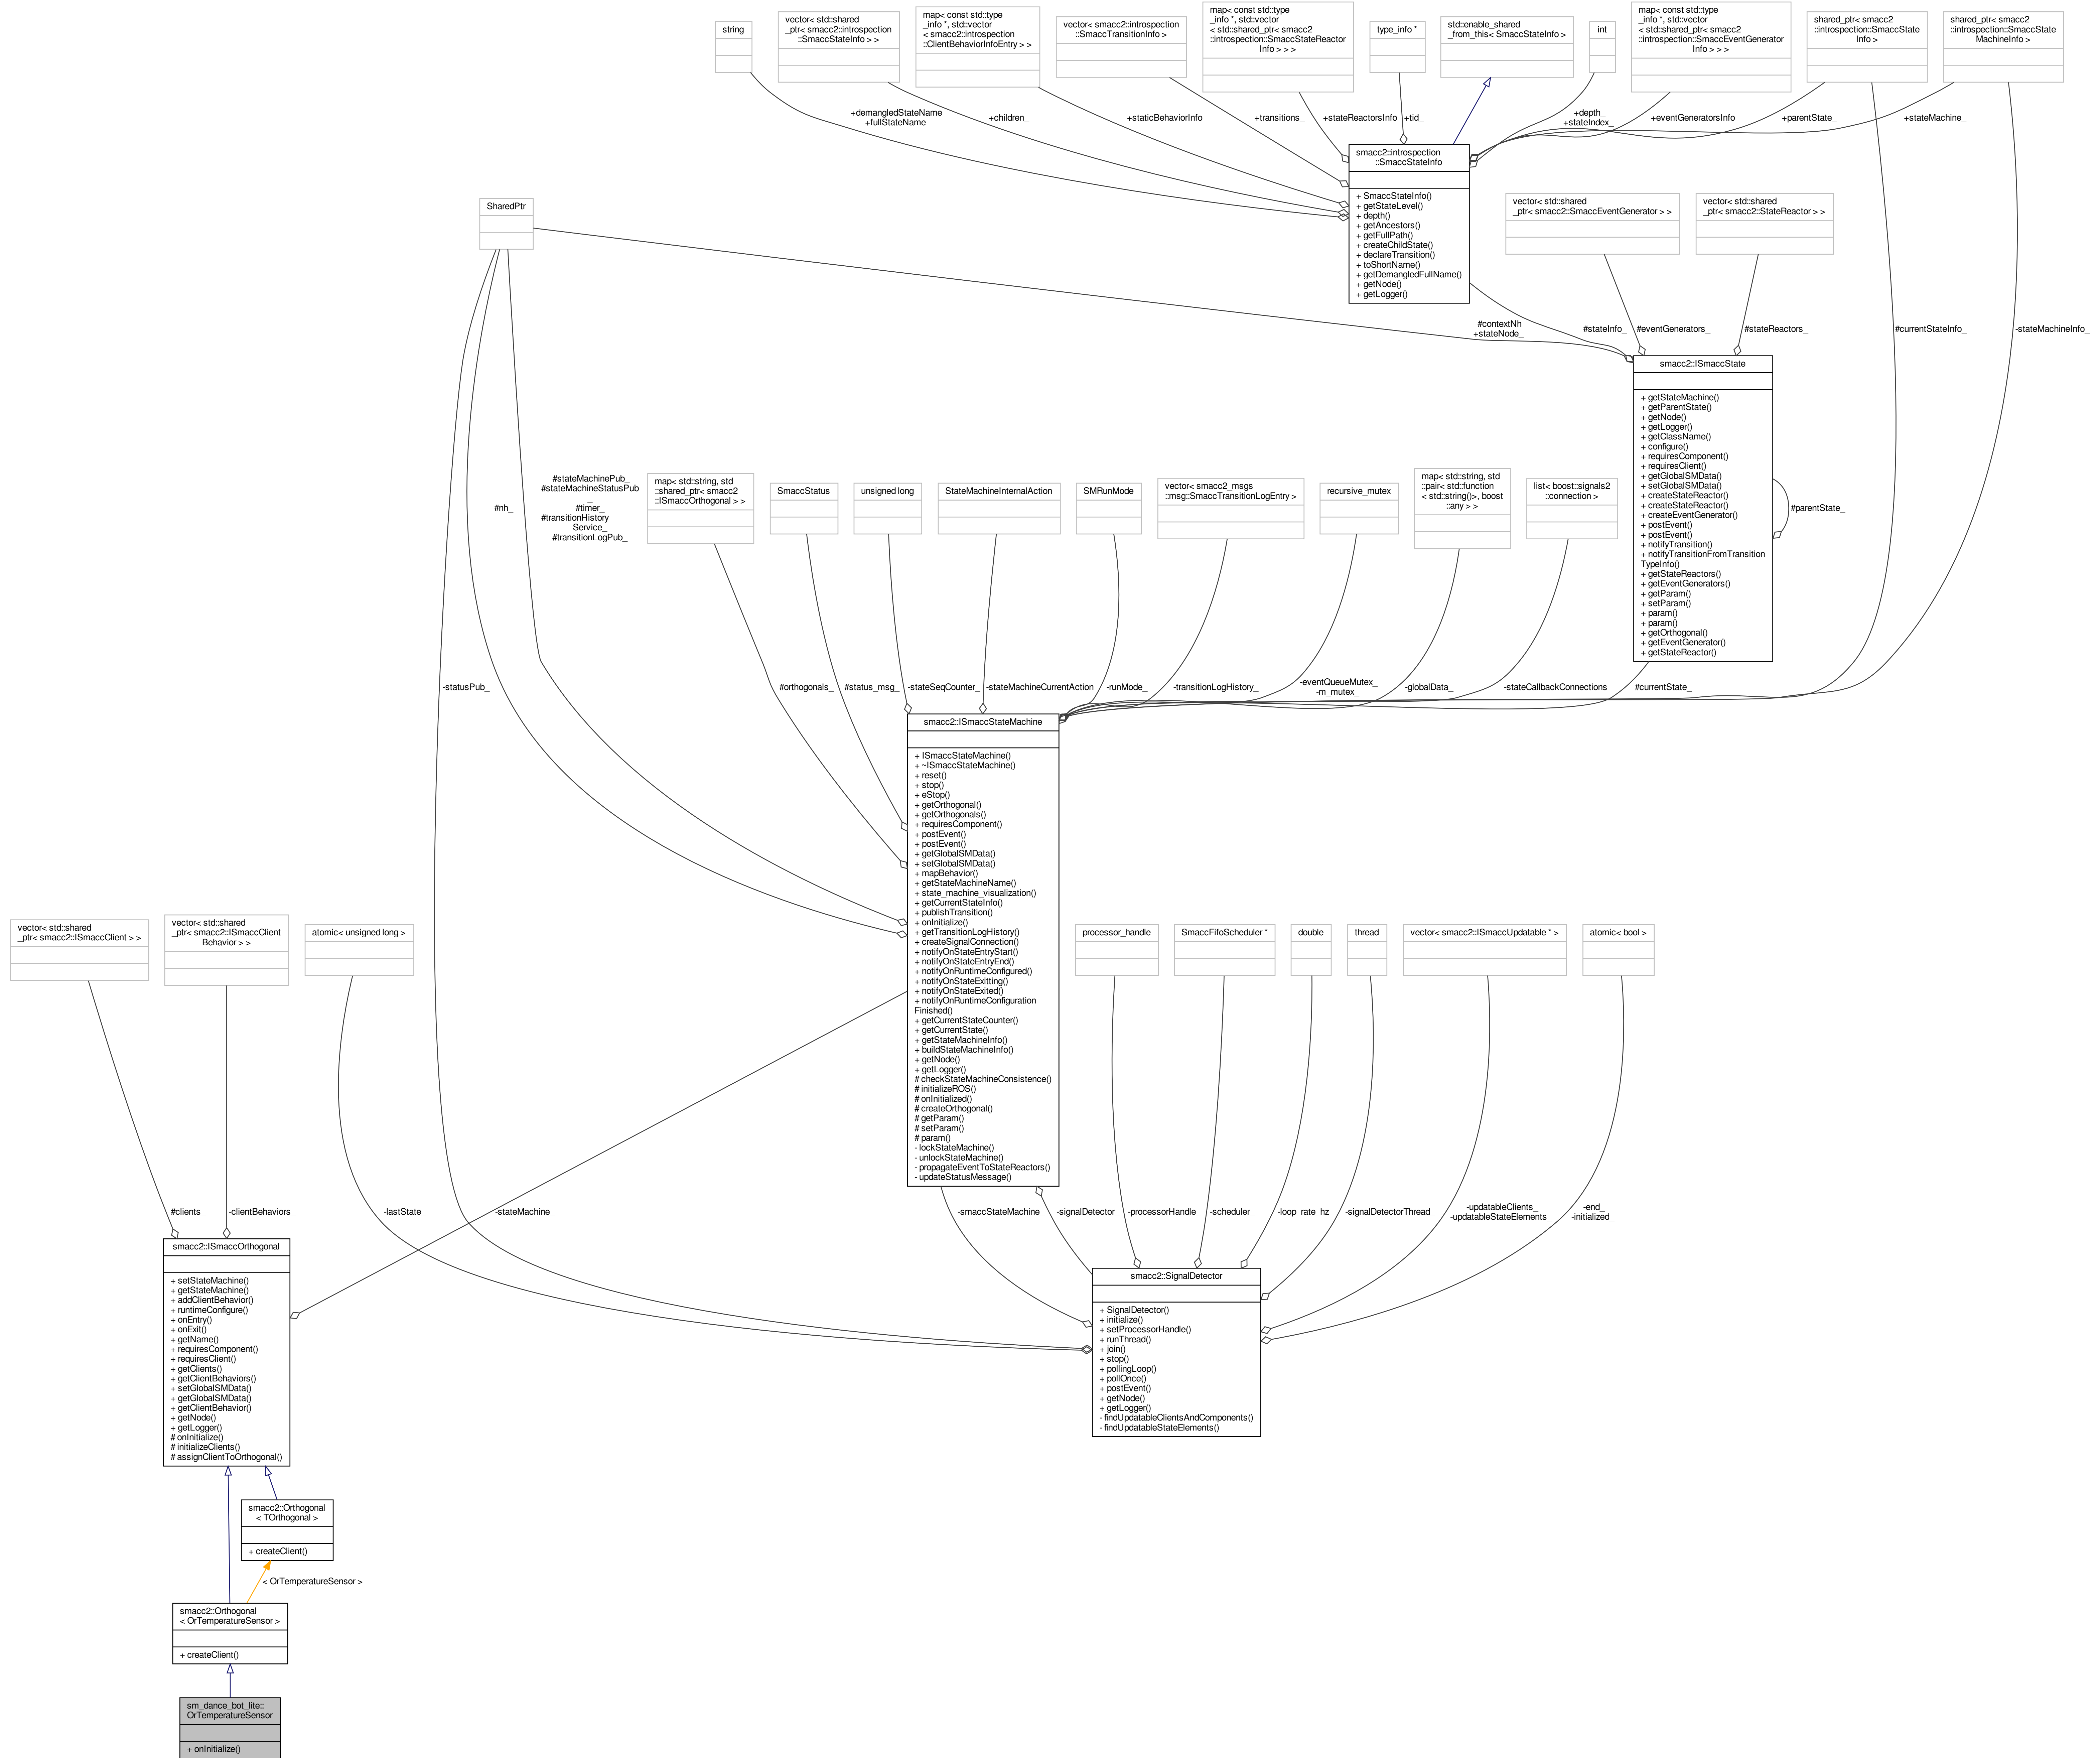 string
vector< std::shared
_ptr< smacc2::introspection
::SmaccStateInfo > >
map< const std::type
_info *, std::vector
< smacc2::introspection
::ClientBehaviorInfoEntry > >
vector< smacc2::introspection
::SmaccTransitionInfo >
map< const std::type
_info *, std::vector
< std::shared_ptr< smacc2
::introspection::SmaccStateReactor
Info > > >
type_info *
std::enable_shared
_from_this< SmaccStateInfo >
int
map< const std::type
_info *, std::vector
< std::shared_ptr< smacc2
::introspection::SmaccEventGenerator
Info > > >
shared_ptr< smacc2
::introspection::SmaccState
Info >
shared_ptr< smacc2
::introspection::SmaccState
MachineInfo >
+demangledStateName
+fullStateName
+children_
+staticBehaviorInfo
+transitions_
+stateReactorsInfo
+tid_
+depth_
+stateIndex_
+eventGeneratorsInfo
+parentState_
+stateMachine_
smacc2::introspection
::SmaccStateInfo
+ SmaccStateInfo()
+ getStateLevel()
+ depth()
+ getAncestors()
+ getFullPath()
+ createChildState()
+ declareTransition()
+ toShortName()
+ getDemangledFullName()
+ getNode()
+ getLogger()
SharedPtr
vector< std::shared
_ptr< smacc2::SmaccEventGenerator > >
vector< std::shared
_ptr< smacc2::StateReactor > >
#contextNh
+stateNode_
#stateInfo_
#eventGenerators_
#stateReactors_
#currentStateInfo_
-stateMachineInfo_
smacc2::ISmaccState
+ getStateMachine()
+ getParentState()
+ getNode()
+ getLogger()
+ getClassName()
+ configure()
+ requiresComponent()
+ requiresClient()
+ getGlobalSMData()
+ setGlobalSMData()
+ createStateReactor()
+ createStateReactor()
+ createEventGenerator()
+ postEvent()
+ postEvent()
+ notifyTransition()
+ notifyTransitionFromTransition
TypeInfo()
+ getStateReactors()
+ getEventGenerators()
+ getParam()
+ setParam()
+ param()
+ param()
+ getOrthogonal()
+ getEventGenerator()
+ getStateReactor()
#parentState_
#nh_
#stateMachinePub_
#stateMachineStatusPub
_
#timer_
#transitionHistory
Service_
#transitionLogPub_
map< std::string, std
::shared_ptr< smacc2
::ISmaccOrthogonal > >
SmaccStatus
unsigned long
StateMachineInternalAction
SMRunMode
vector< smacc2_msgs
::msg::SmaccTransitionLogEntry >
recursive_mutex
map< std::string, std
::pair< std::function
< std::string()>, boost
::any > >
list< boost::signals2
::connection >
-statusPub_
#orthogonals_
#status_msg_
-stateSeqCounter_
-stateMachineCurrentAction
-runMode_
-transitionLogHistory_
-eventQueueMutex_
-m_mutex_
-globalData_
-stateCallbackConnections
#currentState_
smacc2::ISmaccStateMachine
+ ISmaccStateMachine()
+ ~ISmaccStateMachine()
+ reset()
+ stop()
+ eStop()
+ getOrthogonal()
+ getOrthogonals()
+ requiresComponent()
+ postEvent()
+ postEvent()
+ getGlobalSMData()
+ setGlobalSMData()
+ mapBehavior()
+ getStateMachineName()
+ state_machine_visualization()
+ getCurrentStateInfo()
+ publishTransition()
+ onInitialize()
+ getTransitionLogHistory()
+ createSignalConnection()
+ notifyOnStateEntryStart()
+ notifyOnStateEntryEnd()
+ notifyOnRuntimeConfigured()
+ notifyOnStateExitting()
+ notifyOnStateExited()
+ notifyOnRuntimeConfiguration
Finished()
+ getCurrentStateCounter()
+ getCurrentState()
+ getStateMachineInfo()
+ buildStateMachineInfo()
+ getNode()
+ getLogger()
# checkStateMachineConsistence()
# initializeROS()
# onInitialized()
# createOrthogonal()
# getParam()
# setParam()
# param()
- lockStateMachine()
- unlockStateMachine()
- propagateEventToStateReactors()
- updateStatusMessage()
vector< std::shared
_ptr< smacc2::ISmaccClient > >
vector< std::shared
_ptr< smacc2::ISmaccClient
Behavior > >
atomic< unsigned long >
processor_handle
SmaccFifoScheduler *
double
thread
vector< smacc2::ISmaccUpdatable * >
atomic< bool >
#clients_
-clientBehaviors_
-lastState_
-stateMachine_
-smaccStateMachine_
-signalDetector_
-processorHandle_
-scheduler_
-loop_rate_hz
-signalDetectorThread_
-updatableClients_
-updatableStateElements_
-end_
-initialized_
smacc2::ISmaccOrthogonal
+ setStateMachine()
+ getStateMachine()
+ addClientBehavior()
+ runtimeConfigure()
+ onEntry()
+ onExit()
+ getName()
+ requiresComponent()
+ requiresClient()
+ getClients()
+ getClientBehaviors()
+ setGlobalSMData()
+ getGlobalSMData()
+ getClientBehavior()
+ getNode()
+ getLogger()
# onInitialize()
# initializeClients()
# assignClientToOrthogonal()
smacc2::SignalDetector
+ SignalDetector()
+ initialize()
+ setProcessorHandle()
+ runThread()
+ join()
+ stop()
+ pollingLoop()
+ pollOnce()
+ postEvent()
+ getNode()
+ getLogger()
- findUpdatableClientsAndComponents()
- findUpdatableStateElements()
smacc2::Orthogonal
< TOrthogonal >
+ createClient()
< OrTemperatureSensor >
smacc2::Orthogonal
< OrTemperatureSensor >
+ createClient()
sm_dance_bot_lite::
OrTemperatureSensor
+ onInitialize()